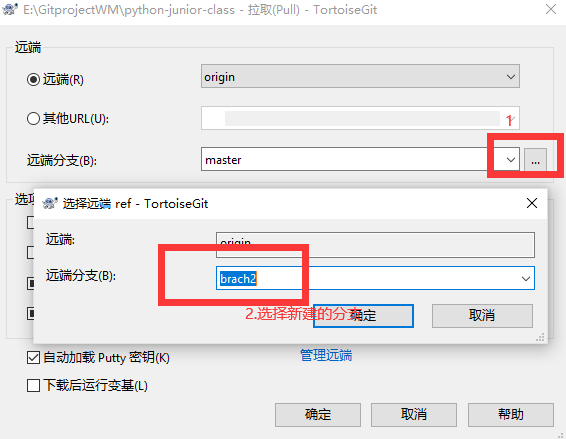 E:\GitprojectWM\python-junior-class - 拉取(Pull) - TortoiseGit
远端
远端(R)
origin
其他URL(U):
1
远端分支(B):
master
...
选项
选择远端 ref - TortoiseGit
远端:
origin
远端分支(B):
brach2
2.选择新建的分支
确定
取消
自动加载 Putty 密钥(K)
管理远端
下载后运行变基(L)
确定
取消
帮助